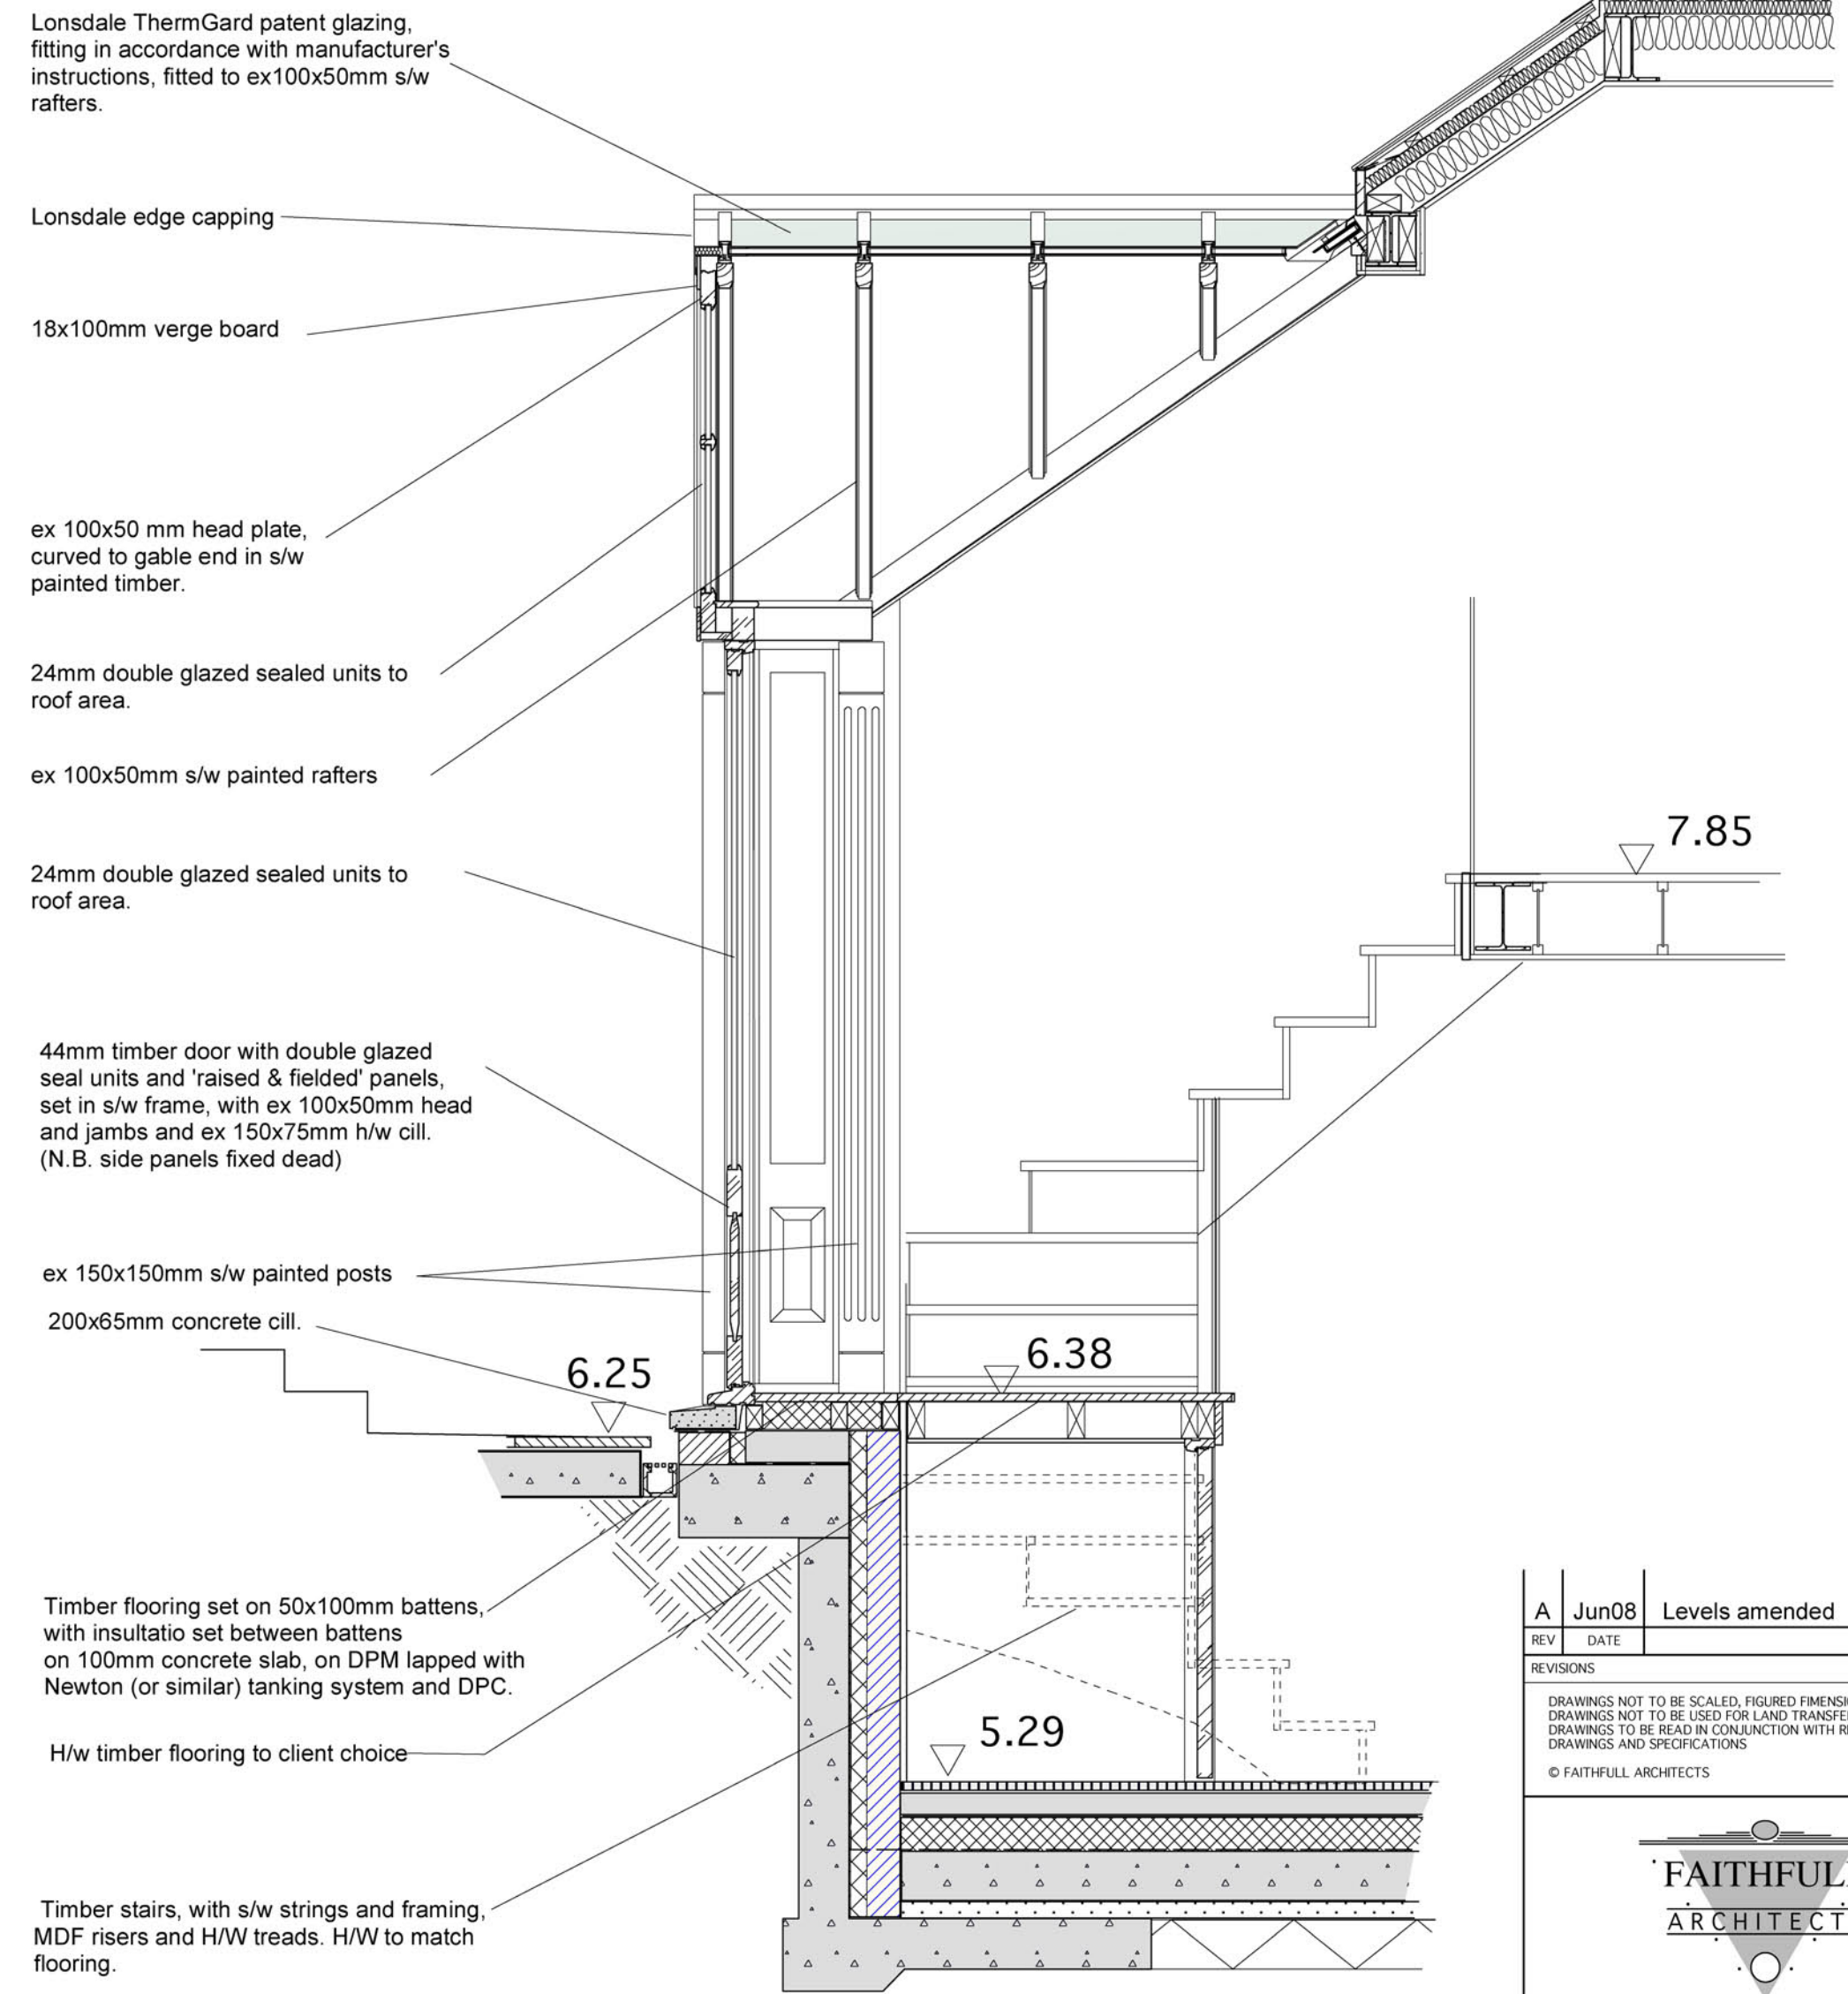 Lonsdale ThermGard patent glazing,
fitting in accordance with manufacturer's
instructions, fitted to ex100x50mm s/w
rafters.
Lonsdale edge capping
18x100mm verge board
ex 100x50 mm head plate,
curved to gable end in s/w
painted timber.
24mm double glazed sealed units to
roof area.
ex 100x50mm s/w painted rafters
7.85
24mm double glazed sealed units to
roof area.
44mm timber door with double glazed
seal units and 'raised & fielded' panels,
set in s/w frame, with ex 100x50mm head
and jambs and ex 150x75mm h/w cill.
(N.B. side panels fixed dead)
ex 150x150mm s/w painted posts
200x65mm concrete cill.
6.25
6.38
Timber flooring set on 50x100mm battens,
with insultatio set between battens
on 100mm concrete slab, on DPM lapped with
Newton (or similar) tanking system and DPC.
H/w timber flooring to client choice
5.29
Timber stairs, with s/w strings and framing,
MDF risers and H/W treads. H/W to match
flooring.
A Jun08 Levels amended
REV DATE
REVISIONS
DRAWINGS NOT TO BE SCALED, FIGURED
DRAWINGS NOT TO BE USED FOR LAND
DRAWINGS TO BE READ IN CONJUNCTION WITH
DRAWINGS AND SPECIFICATIONS
© FAITHFULL ARCHITECTS
FAITHFUL
ARCHITECT